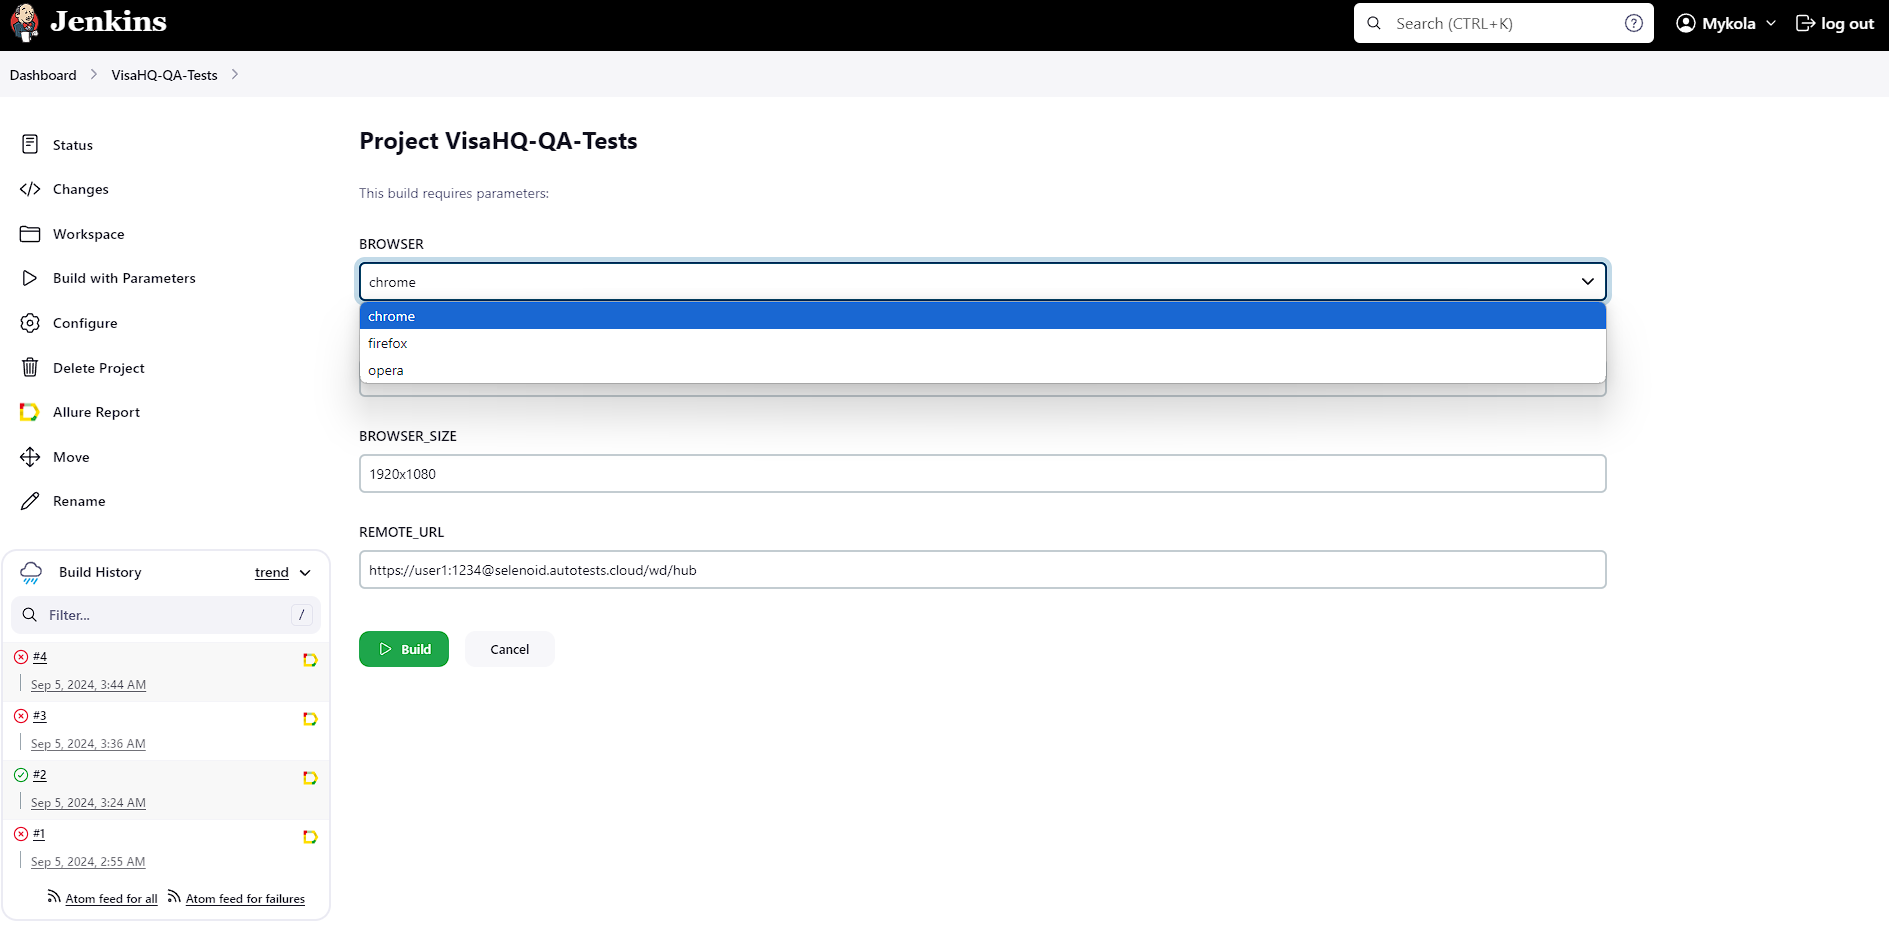 Jenkins
Search (CTRL+K)
?
Mykola
log out
Dashboard
VisaHQ-QA-Tests
Status
Changes
Workspace
Build with Parameters
Configure
Delete Project
Allure Report
Move
Rename
Build History
trend
Filter...
/
#4
Sep 5, 2024, 3:44 AM
#3
Sep 5, 2024, 3:36 AM
#2
Sep 5, 2024, 3:24 AM
#1
Sep 5, 2024, 2:55 AM
Atom feed for all
Atom feed for failures
Project VisaHQ-QA-Tests
This build requires parameters:
BROWSER
chrome
chrome
firefox
opera
BROWSER_SIZE
1920x1080
REMOTE_URL
https://user1:1234@selenoid.autotests.cloud/wd/hub
Build
Cancel